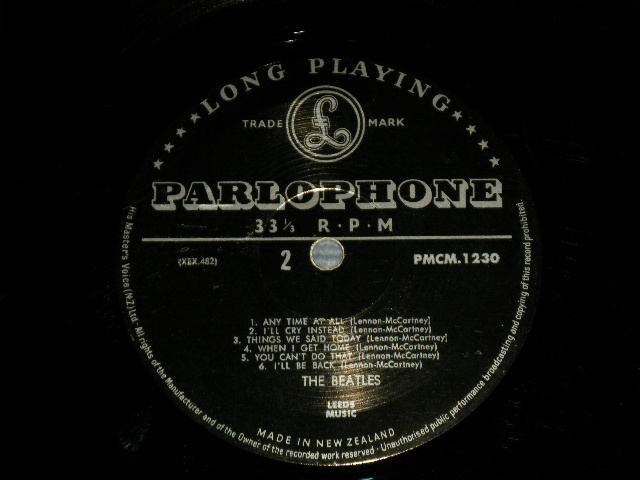 ★★★★★ LONG PLAYING ★★★★★
TRADE £ MARK
PARLOPHONE
33 1/3 R·P·M
(XEX.482) 2 PMCM.1230
1. ANY TIME AT ALL (Lennon-McCartney)
2. I'LL CRY INSTEAD (Lennon-McCartney)
3. THINGS WE SAID TODAY (Lennon-McCartney)
4. WHEN I GET HOME (Lennon-McCartney)
5. YOU CAN'T DO THAT (Lennon-McCartney)
6. I'LL BE BACK (Lennon-McCartney)
THE BEATLES
LEEDS
MUSIC
MADE IN NEW ZEALAND
His Master's Voice (NZ) Ltd · All rights of the Manufacturer and of the Owner of the recorded work reserved · Unauthorised public performance broadcasting and copying of this record prohibited.